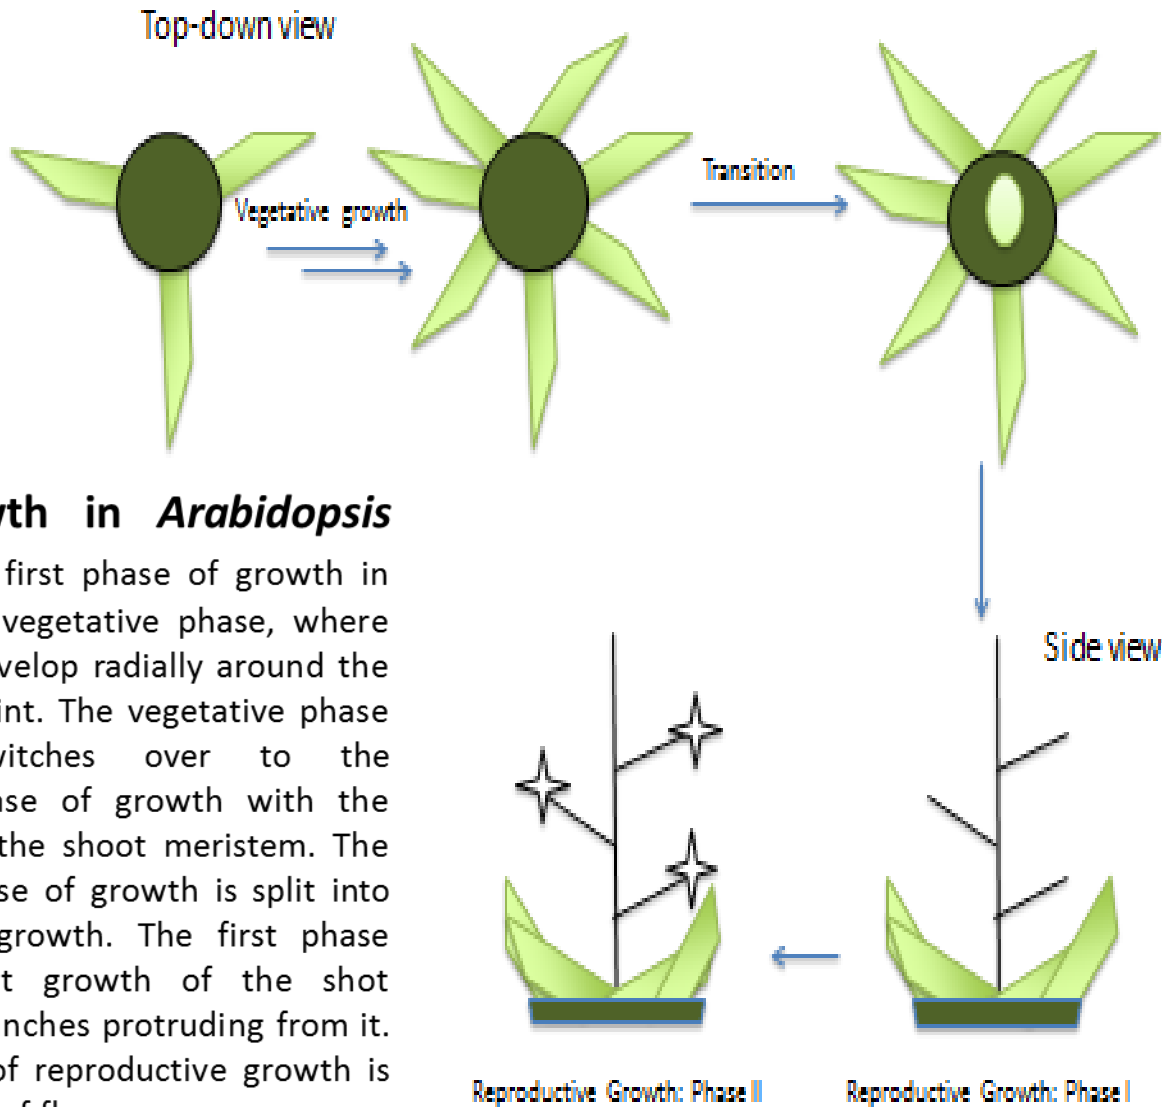 Top-down view
Vegetative growth
Transition
wth in Arabidopsis
first phase of growth in
vegetative phase, where
velop radially around the
int. The vegetative phase
witches over to the
ase of growth with the
the shoot meristem. The
se of growth is split into
growth. The first phase
t growth of the shot
nches protruding from it.
of reproductive growth is
Side view
Reproductive Growth: Phase II
Reproductive Growth: Phase I